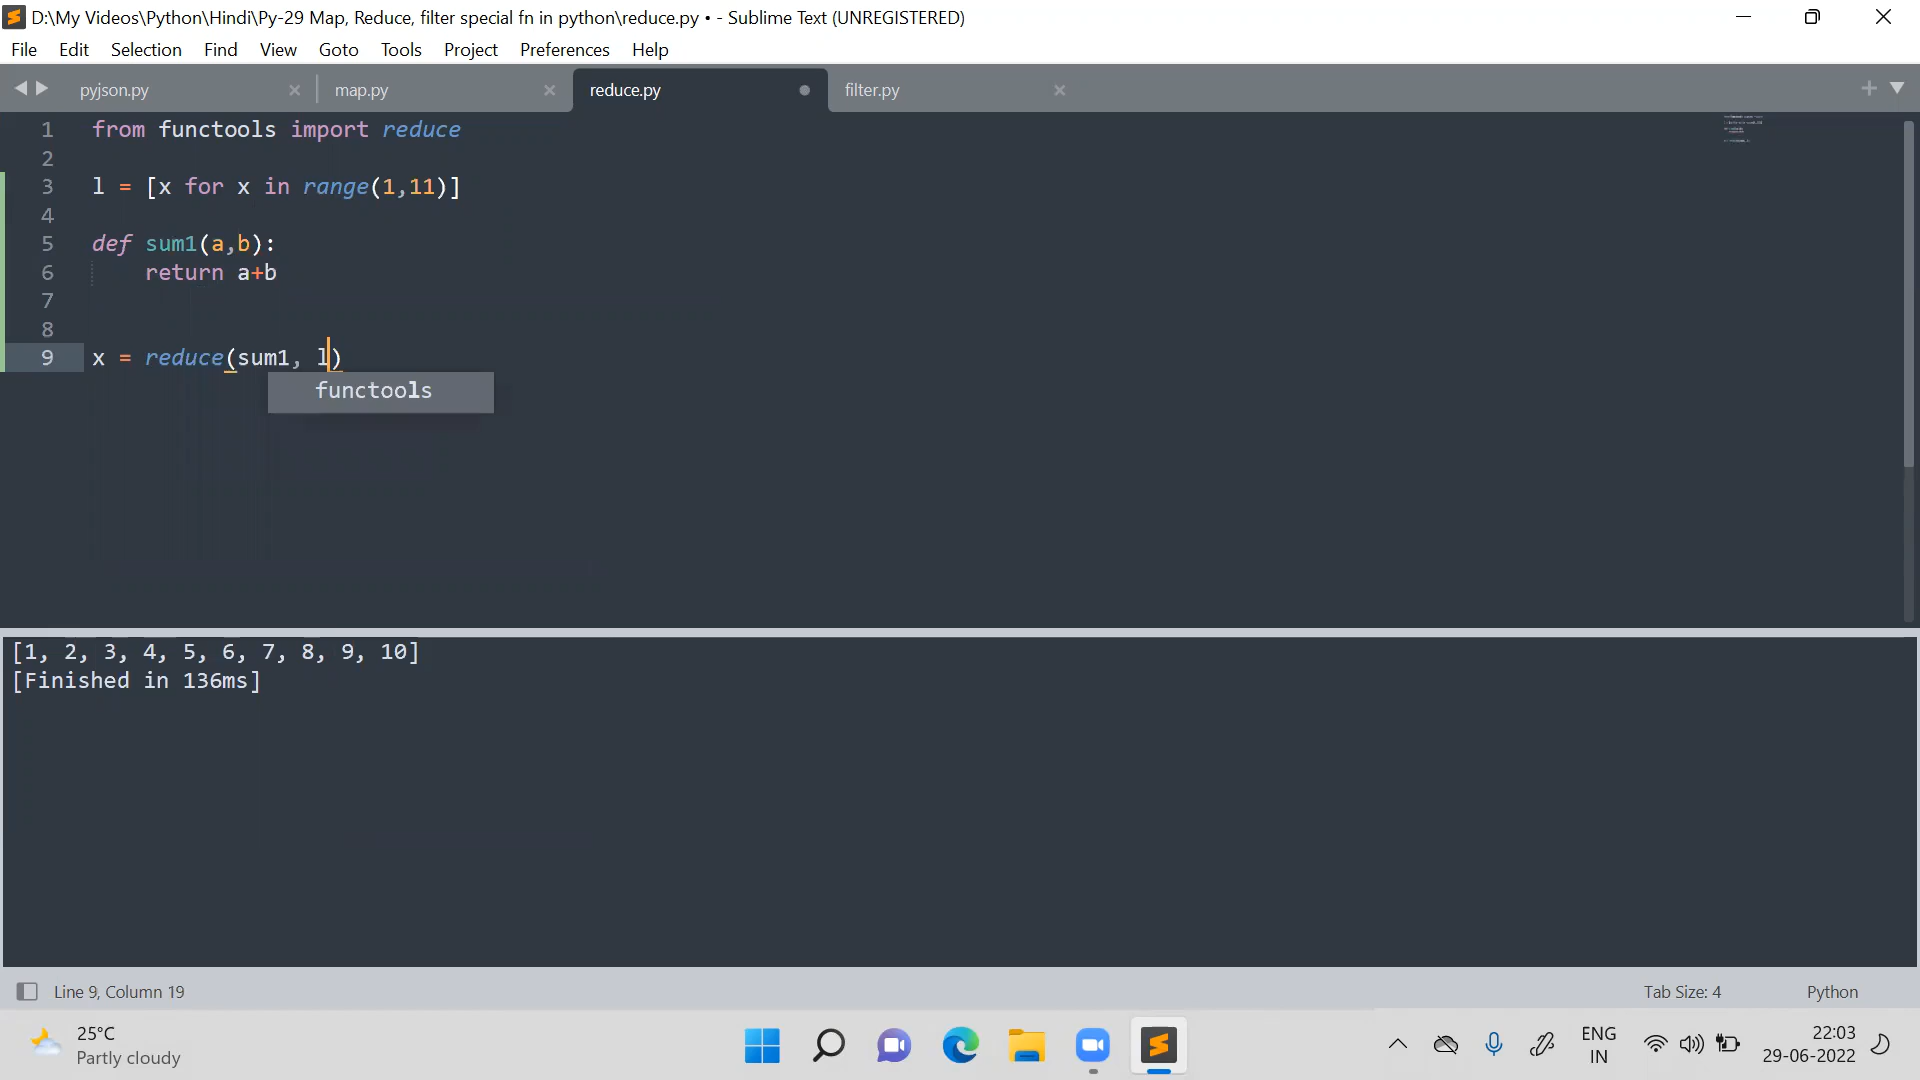 D:\My Videos\Python\Hindi\Py-29 Map, Reduce, filter special fn in python\reduce.py • - Sublime Text (UNREGISTERED)
File Edit Selection Find View Goto Tools Project Preferences Help
pyjson.py map.py reduce.py filter.py
1 from functools import reduce
2
3 l = [x for x in range(1,11)]
4
5 def sum1(a,b):
6     return a+b
7
8
9 x = reduce(sum1, l)
functools
[1, 2, 3, 4, 5, 6, 7, 8, 9, 10]
[Finished in 136ms]
Line 9, Column 19 Tab Size: 4 Python
25°C
Partly cloudy
ENG
IN
22:03
29-06-2022